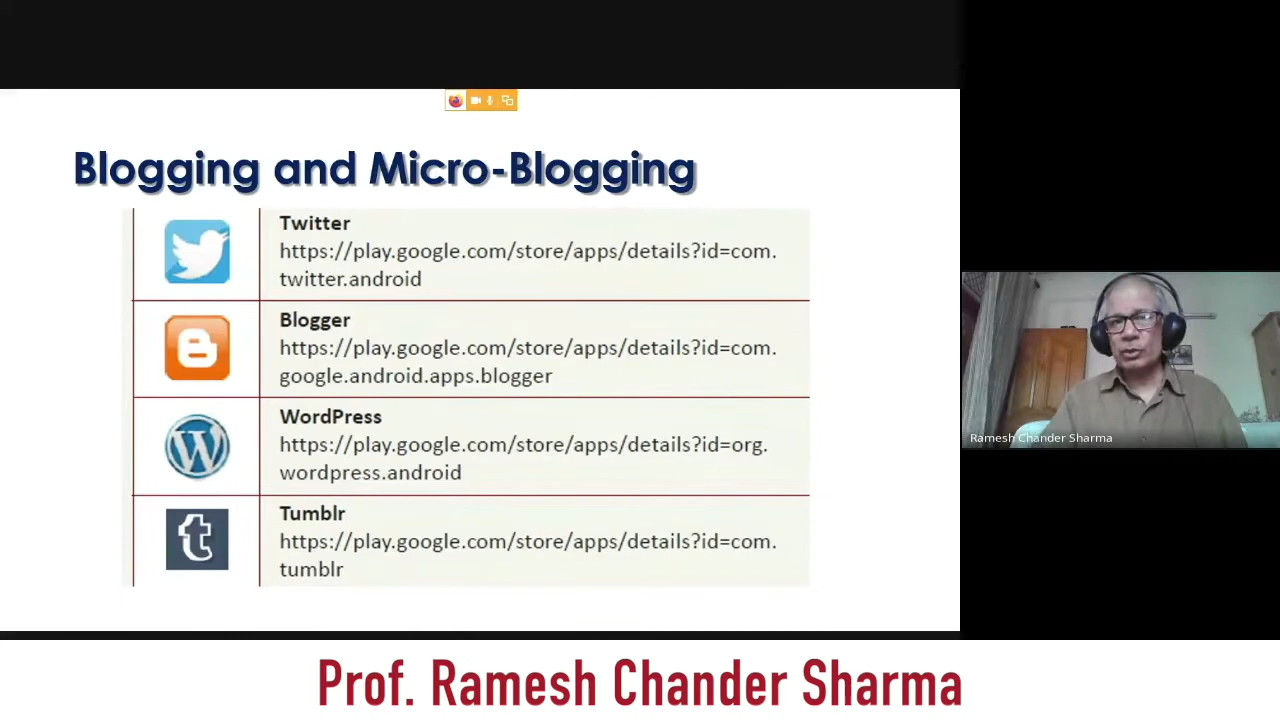 Blogging and Micro-Blogging
Twitter
https://play.google.com/store/apps/details?id=com.
twitter.android
Blogger
https://play.google.com/store/apps/details?id=com.
google.android.apps.blogger
WordPress
https://play.google.com/store/apps/details?id=org.
wordpress.android
Tumblr
https://play.google.com/store/apps/details?id=com.
tumblr
Ramesh Chander Sharma
Prof. Ramesh Chander Sharma